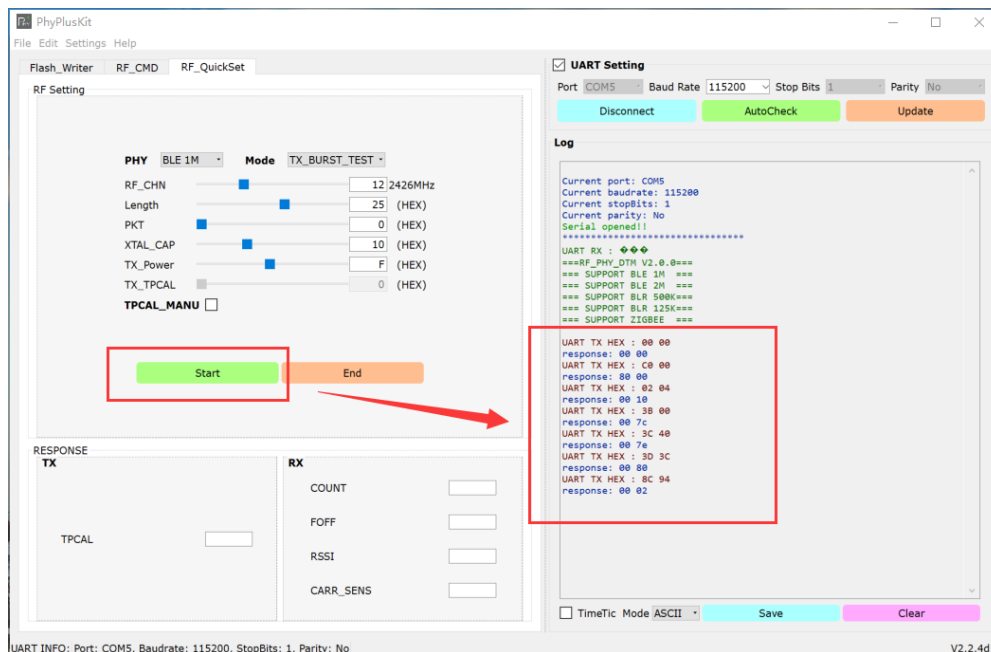 PhyPlusKit
File Edit Settings Help
Flash_Writer RF_CMD RF_QuickSet
RF Setting
PHY BLE 1M Mode TX_BURST_TEST
RF_CHN 12 2426MHz
Length 25 (HEX)
PKT 0 (HEX)
XTAL_CAP 10 (HEX)
TX_Power F (HEX)
TX_TPCAL 0 (HEX)
TPCAL_MANU
Start End
RESPONSE
TX
TPCAL
RX
COUNT
FOFF
RSSI
CARR_SENS
UART Setting
Port COM5 Baud Rate 115200 Stop Bits 1 Parity No
Disconnect AutoCheck Update
Log
Current port: COM5
Current baudrate: 115200
Current stopBits: 1
Current parity: No
Serial opened!!
********************************
UART RX : ���
===RF_PHY_DTM V2.0.0===
=== SUPPORT BLE 1M ===
=== SUPPORT BLE 2M ===
=== SUPPORT BLR 500K===
=== SUPPORT BLR 125K===
=== SUPPORT ZIGBEE ===
UART TX HEX : 00 00
response: 00 00
UART TX HEX : C0 00
response: 80 00
UART TX HEX : 02 04
response: 00 10
UART TX HEX : 3B 00
response: 00 7c
UART TX HEX : 3C 40
response: 00 7e
UART TX HEX : 3D 3C
response: 00 80
UART TX HEX : 8C 94
response: 00 02
TimeTic Mode ASCII Save Clear
UART INFO: Port: COM5, Baudrate: 115200, StopBits: 1, Parity: No
V2.2.4d